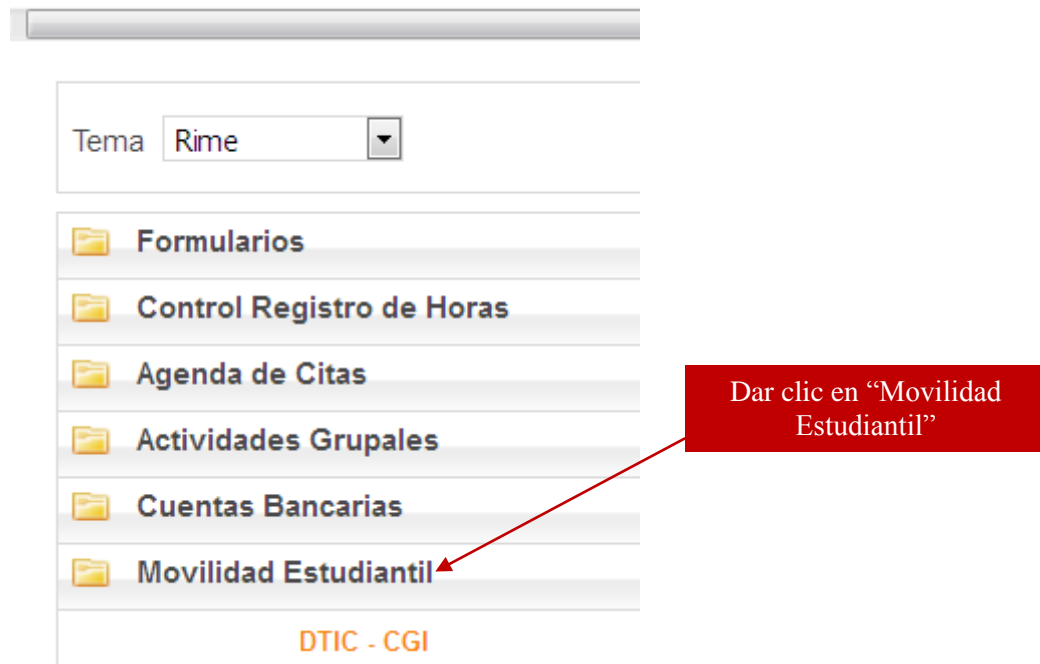 Tema Rime
Formularios
Control Registro de Horas
Agenda de Citas
Actividades Grupales
Cuentas Bancarias
Movilidad Estudiantil
DTIC - CGI
Dar clic en “Movilidad
Estudiantil”